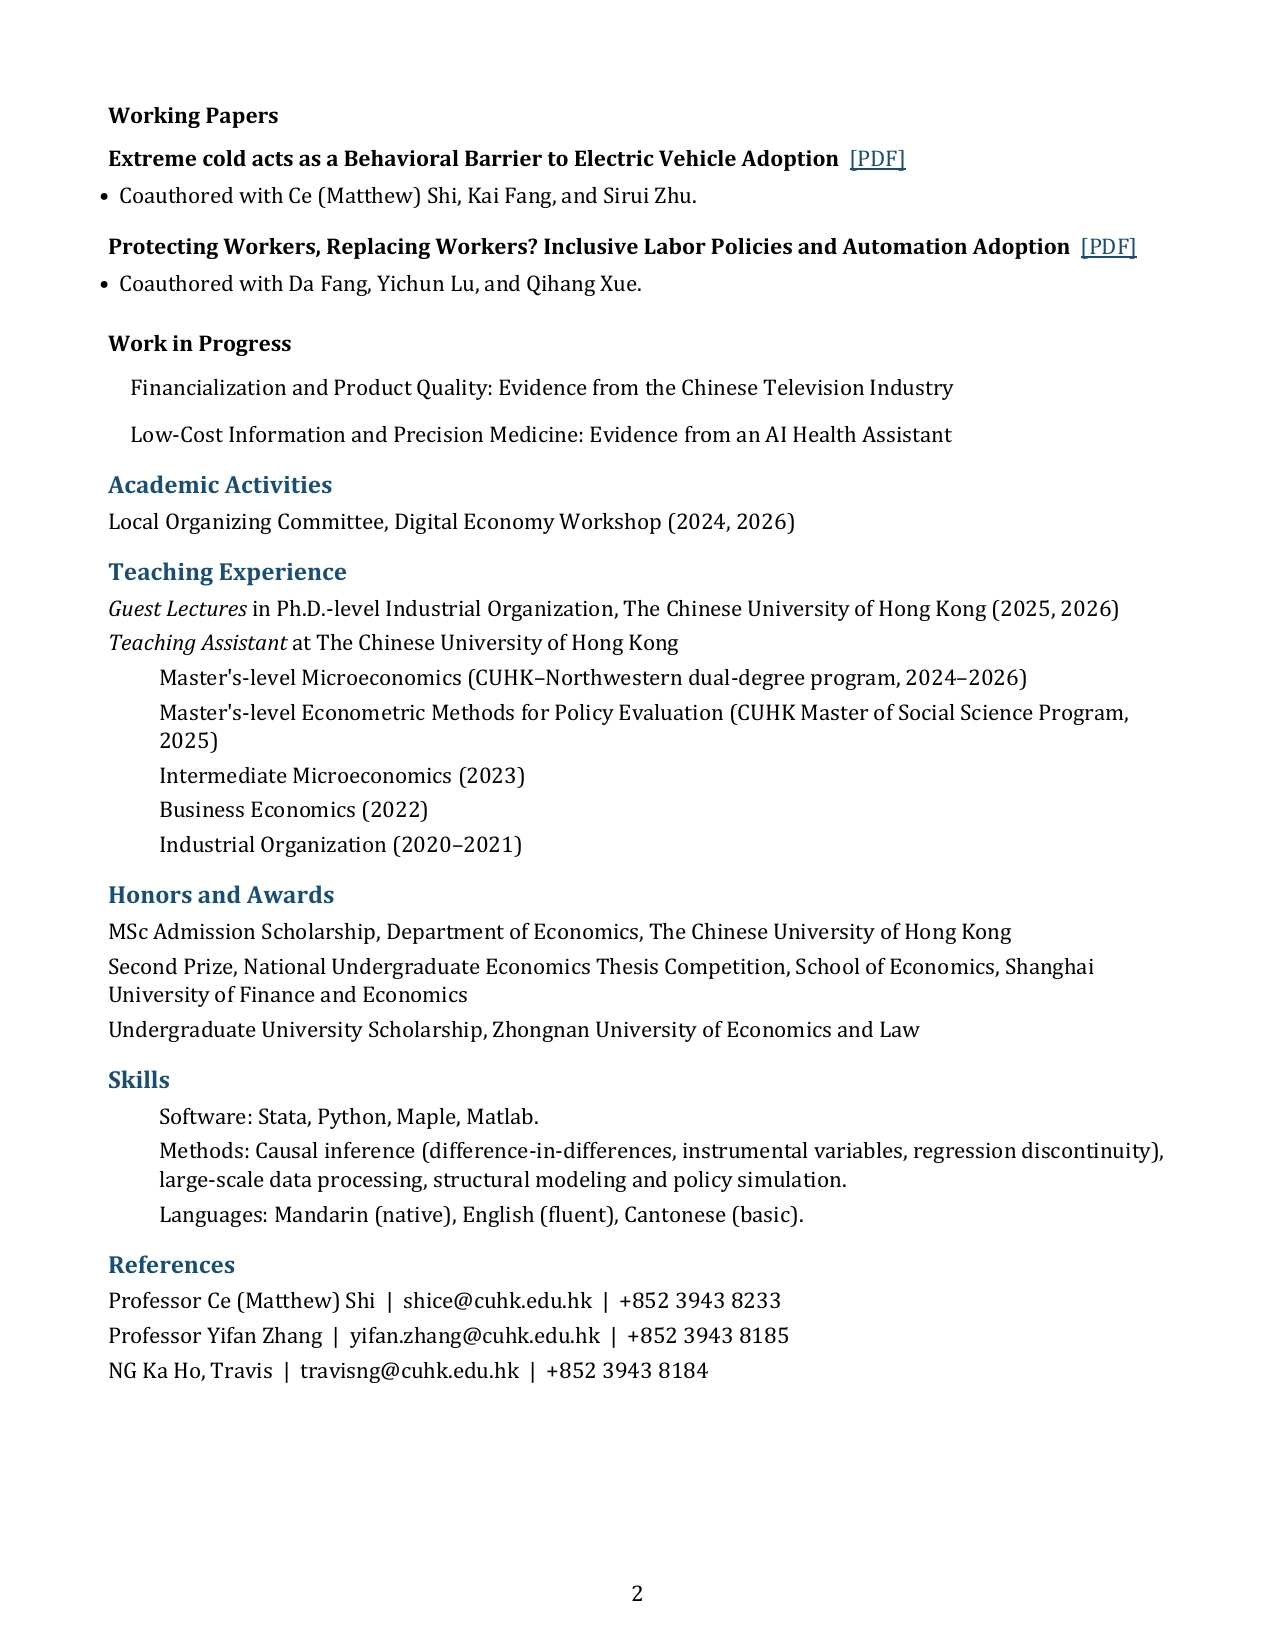 Working Papers
Extreme cold acts as a Behavioral Barrier to Electric Vehicle Adoption [PDF]
• Coauthored with Ce (Matthew) Shi, Kai Fang, and Sirui Zhu.
Protecting Workers, Replacing Workers? Inclusive Labor Policies and Automation Adoption [PDF]
• Coauthored with Da Fang, Yichun Lu, and Qihang Xue.
Work in Progress
Financialization and Product Quality: Evidence from the Chinese Television Industry
Low-Cost Information and Precision Medicine: Evidence from an AI Health Assistant
Academic Activities
Local Organizing Committee, Digital Economy Workshop (2024, 2026)
Teaching Experience
Guest Lectures in Ph.D.-level Industrial Organization, The Chinese University of Hong Kong (2025, 2026)
Teaching Assistant at The Chinese University of Hong Kong
Master's-level Microeconomics (CUHK–Northwestern dual-degree program, 2024–2026)
Master's-level Econometric Methods for Policy Evaluation (CUHK Master of Social Science Program,
2025)
Intermediate Microeconomics (2023)
Business Economics (2022)
Industrial Organization (2020–2021)
Honors and Awards
MSc Admission Scholarship, Department of Economics, The Chinese University of Hong Kong
Second Prize, National Undergraduate Economics Thesis Competition, School of Economics, Shanghai
University of Finance and Economics
Undergraduate University Scholarship, Zhongnan University of Economics and Law
Skills
Software: Stata, Python, Maple, Matlab.
Methods: Causal inference (difference-in-differences, instrumental variables, regression discontinuity),
large-scale data processing, structural modeling and policy simulation.
Languages: Mandarin (native), English (fluent), Cantonese (basic).
References
Professor Ce (Matthew) Shi | shice@cuhk.edu.hk | +852 3943 8233
Professor Yifan Zhang | yifan.zhang@cuhk.edu.hk | +852 3943 8185
NG Ka Ho, Travis | travisng@cuhk.edu.hk | +852 3943 8184
2